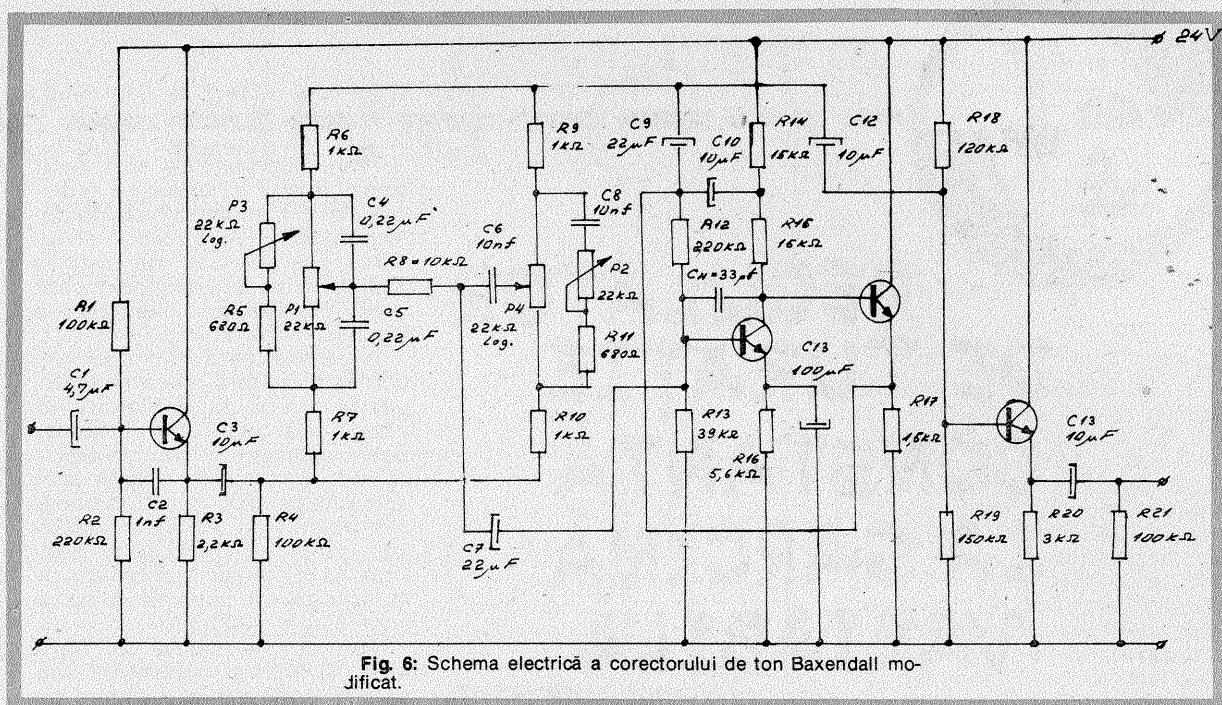 24V
R6
1kΩ
R9
1kΩ
C9
22µF
C10
10µF
R14
15kΩ
C12
10µF
R18
120kΩ
P3
22kΩ
Log.
C4
0,22µF
C8
10nf
C6
10nf
R12
220kΩ
R15
16kΩ
R8=10kΩ
P2
22kΩ
CN=33pf
R1
100kΩ
R5
680Ω
P1
22kΩ
C5
0,22µF
P4
22kΩ
Log.
R11
680Ω
C13
100µF
C1
4,7µF
C3
10µF
R7
1kΩ
R10
1kΩ
R13
39kΩ
R16
5,6kΩ
R17
1,5kΩ
C13
10µF
C2
1nf
R2
220kΩ
R3
2,2kΩ
R4
100kΩ
C7
22µF
R19
150kΩ
R20
3kΩ
R21
100kΩ
Fig. 6: Schema electrică a corectorului de ton Baxendall mo-
dificat.